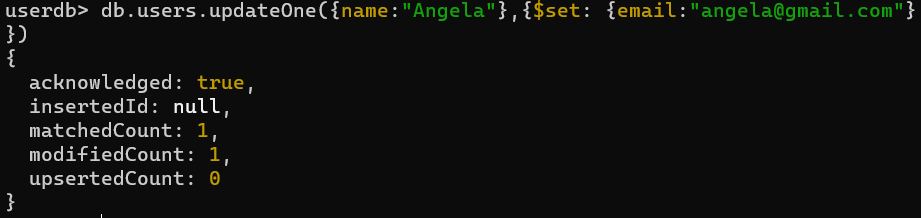 userdb> db.users.updateOne({name:"Angela"},{$set: {email:"angela@gmail.com"}
})
{
  acknowledged: true,
  insertedId: null,
  matchedCount: 1,
  modifiedCount: 1,
  upsertedCount: 0
}